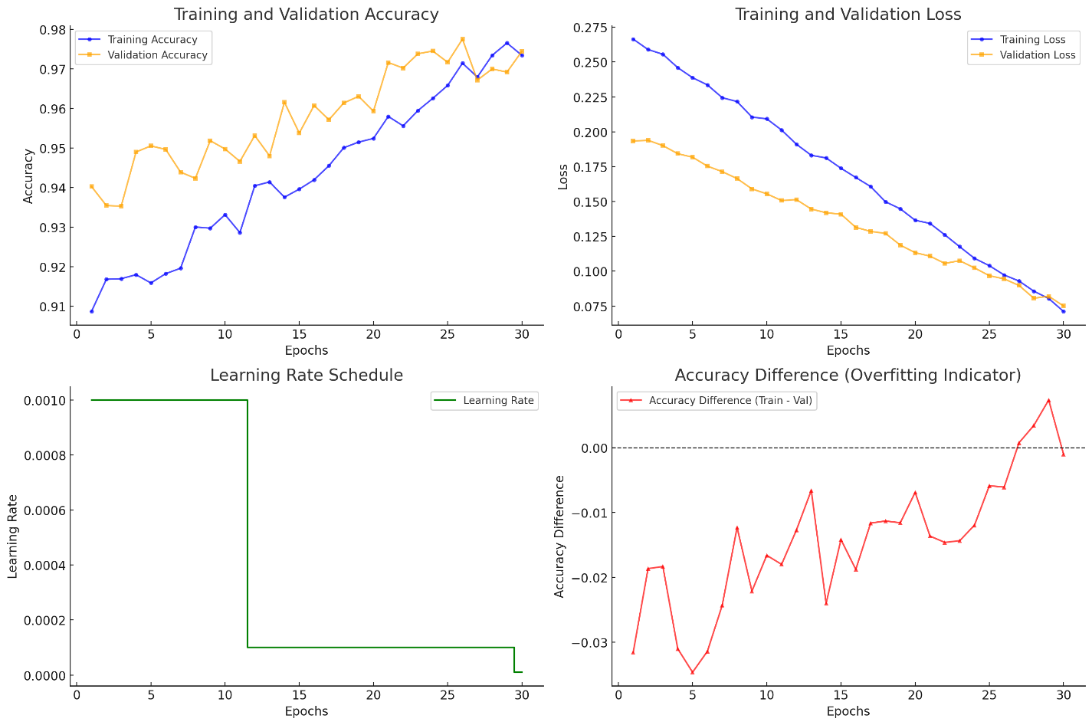 Training and Validation Accuracy
Training Accuracy
Validation Accuracy
Accuracy
0.98
0.97
0.96
0.95
0.94
0.93
0.92
0.91
0 5 10 15 20 25 30
Epochs
Training and Validation Loss
Training Loss
Validation Loss
Loss
0.275
0.250
0.225
0.200
0.175
0.150
0.125
0.100
0.075
0 5 10 15 20 25 30
Epochs
Learning Rate Schedule
Learning Rate
Learning Rate
0.0010
0.0008
0.0006
0.0004
0.0002
0.0000
0 5 10 15 20 25 30
Epochs
Accuracy Difference (Overfitting Indicator)
Accuracy Difference (Train - Val)
Accuracy Difference
0.00
−0.01
−0.02
−0.03
0 5 10 15 20 25 30
Epochs